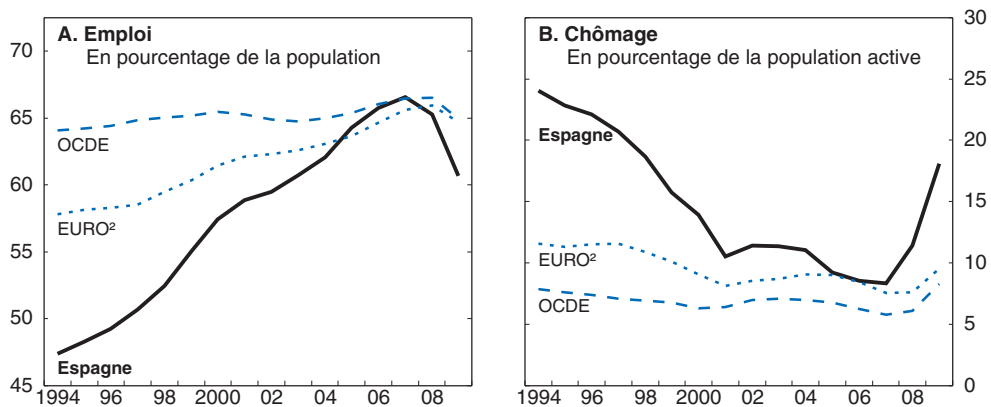 A. Emploi
En pourcentage de la population
70
65
60
55
50
45
OCDE
EURO²
Espagne
1994 96 98 2000 02 04 06 08
B. Chômage
En pourcentage de la population active
30
25
20
15
10
5
0
Espagne
EURO²
OCDE
1994 96 98 2000 02 04 06 08